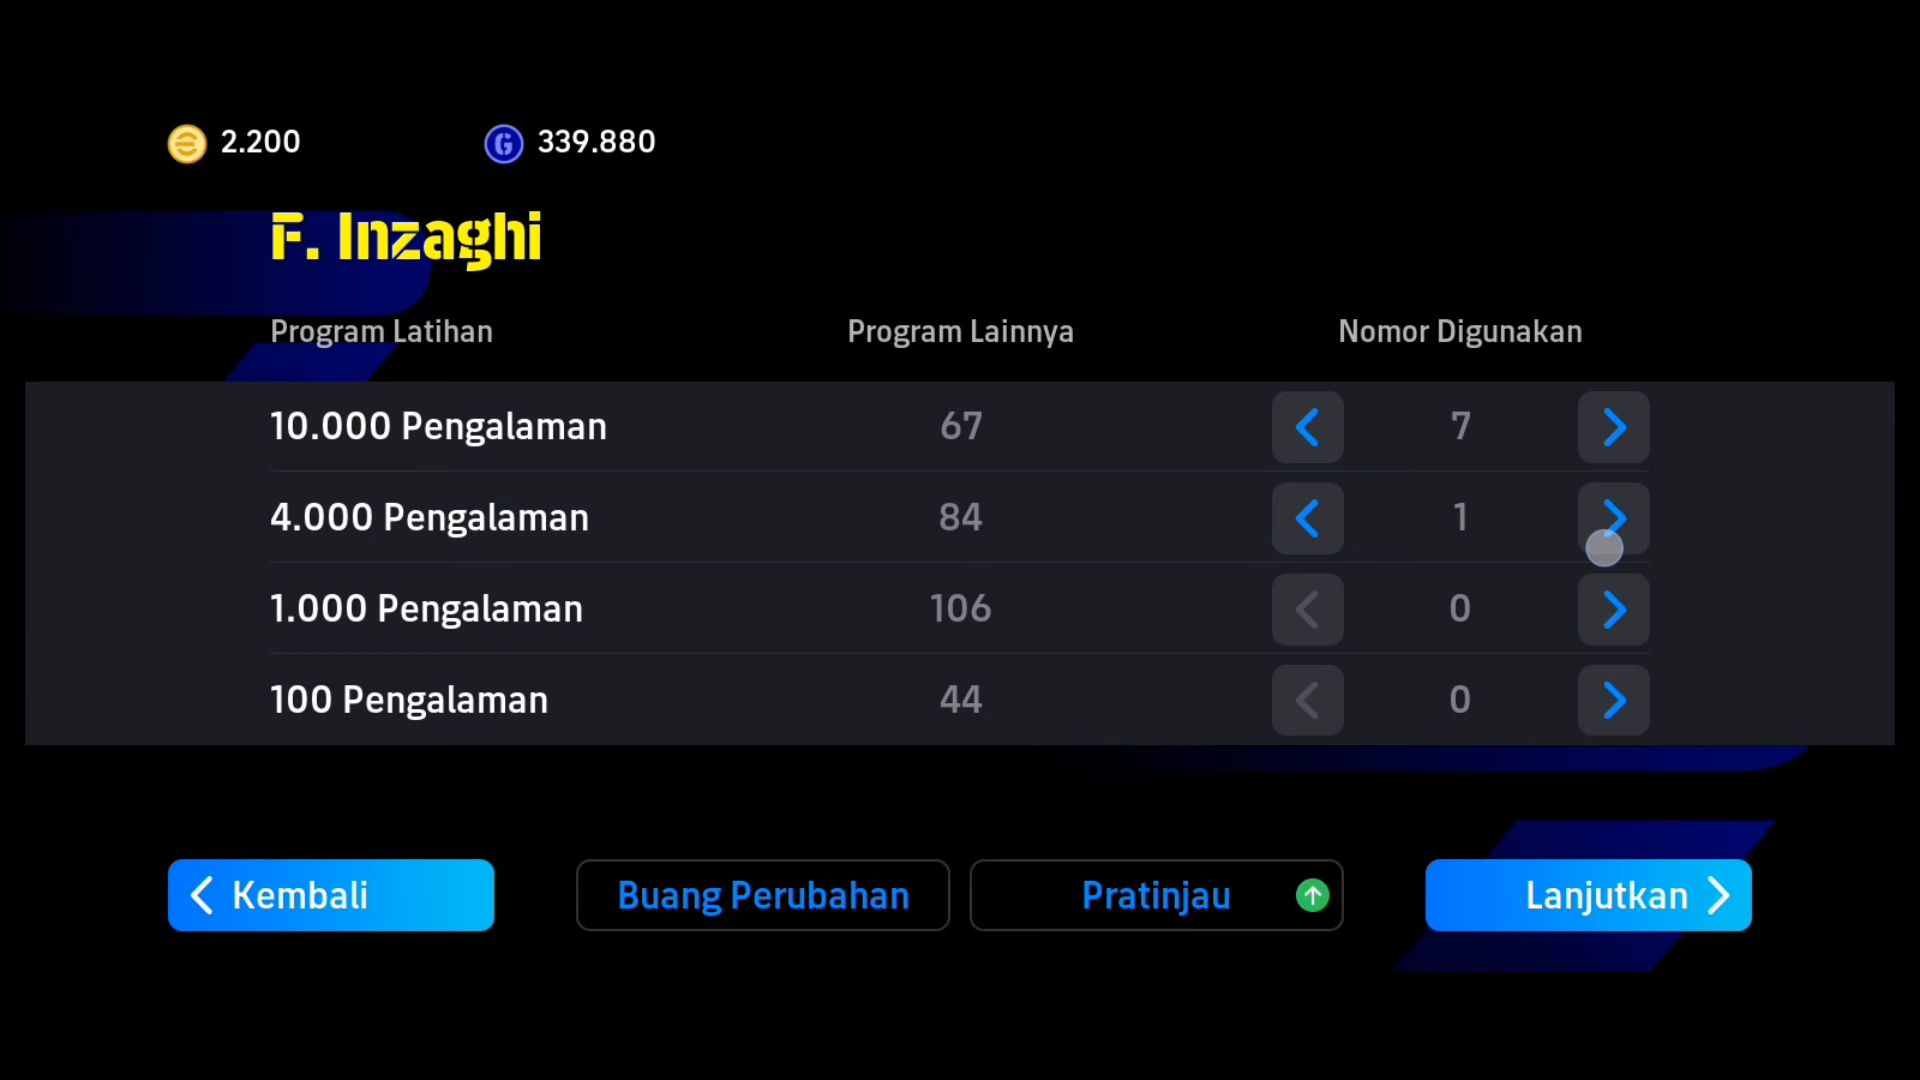 2.200 339.880
F. Inzaghi
Program Latihan Program Lainnya Nomor Digunakan
10.000 Pengalaman 67 7
4.000 Pengalaman 84 1
1.000 Pengalaman 106 0
100 Pengalaman 44 0
Kembali Buang Perubahan Pratinjau Lanjutkan